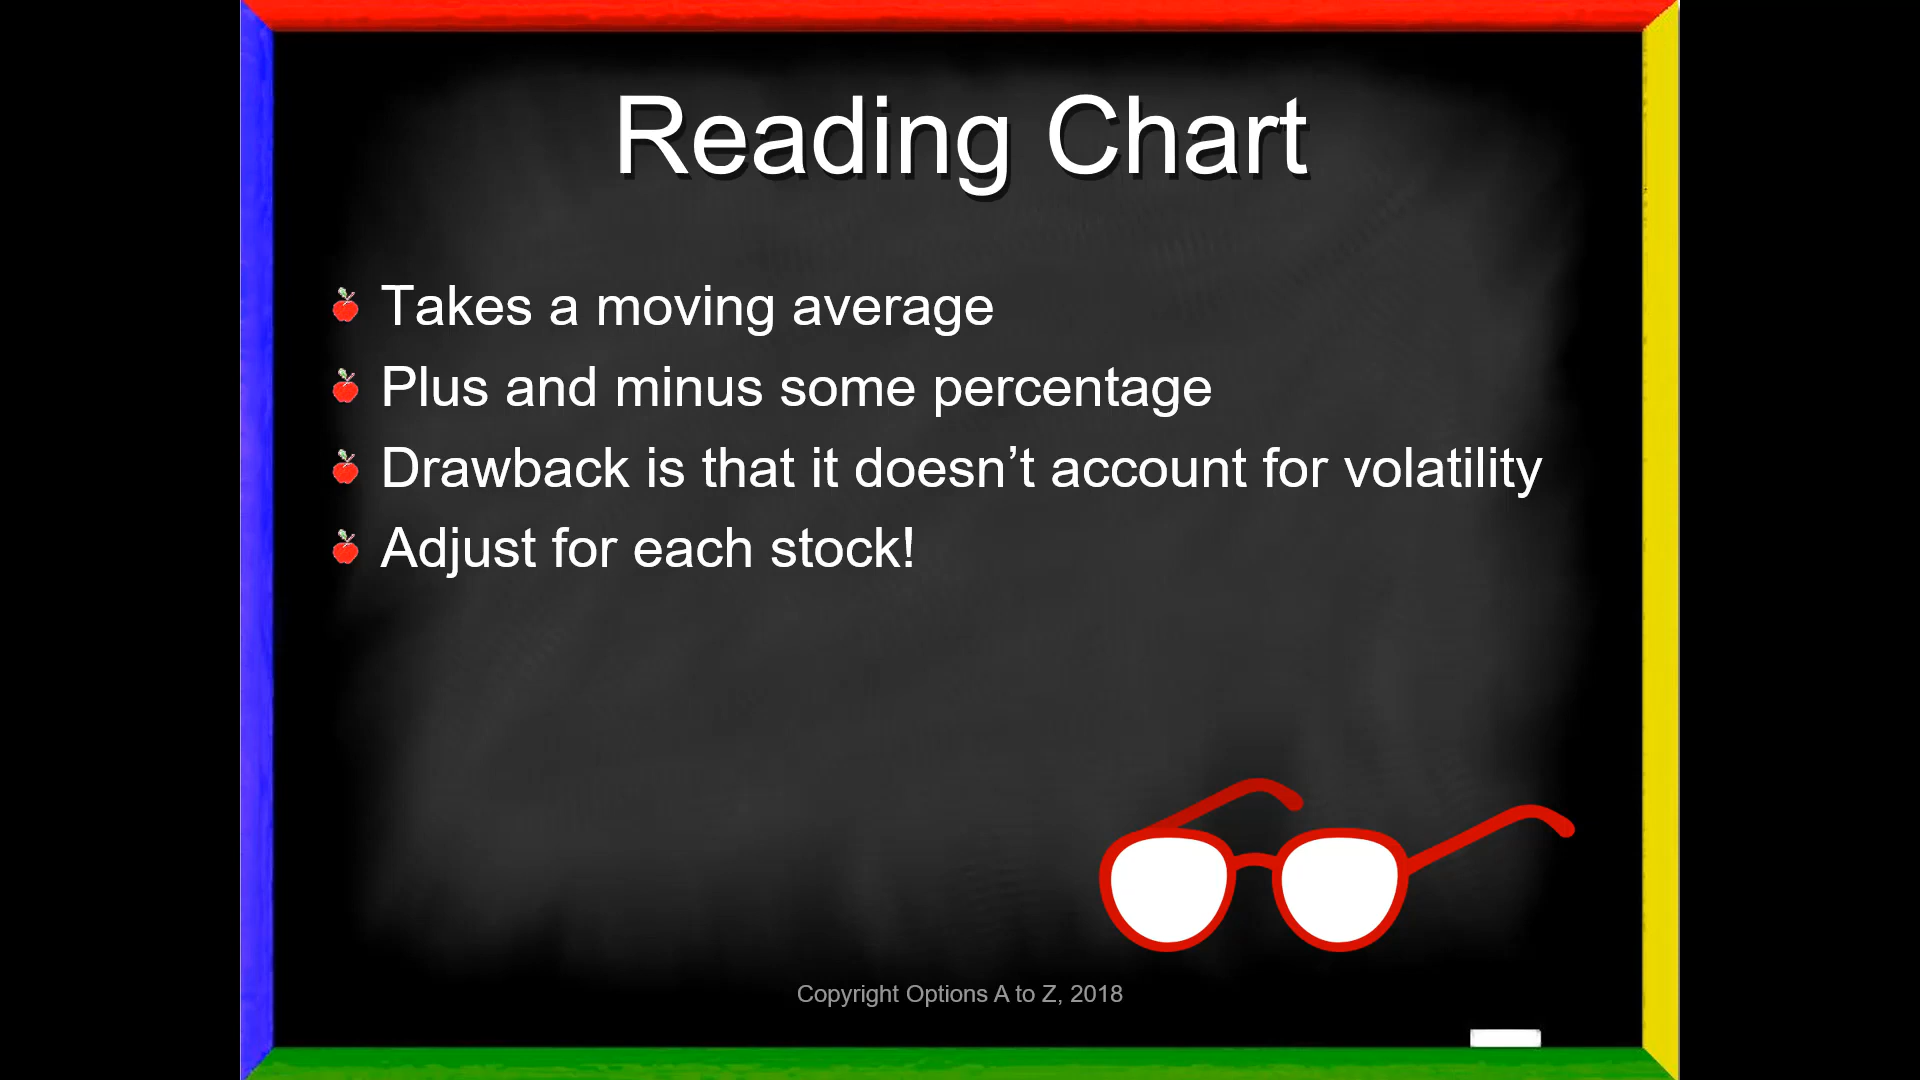 Reading Chart
Takes a moving average
Plus and minus some percentage
Drawback is that it doesn’t account for volatility
Adjust for each stock!
Copyright Options A to Z, 2018